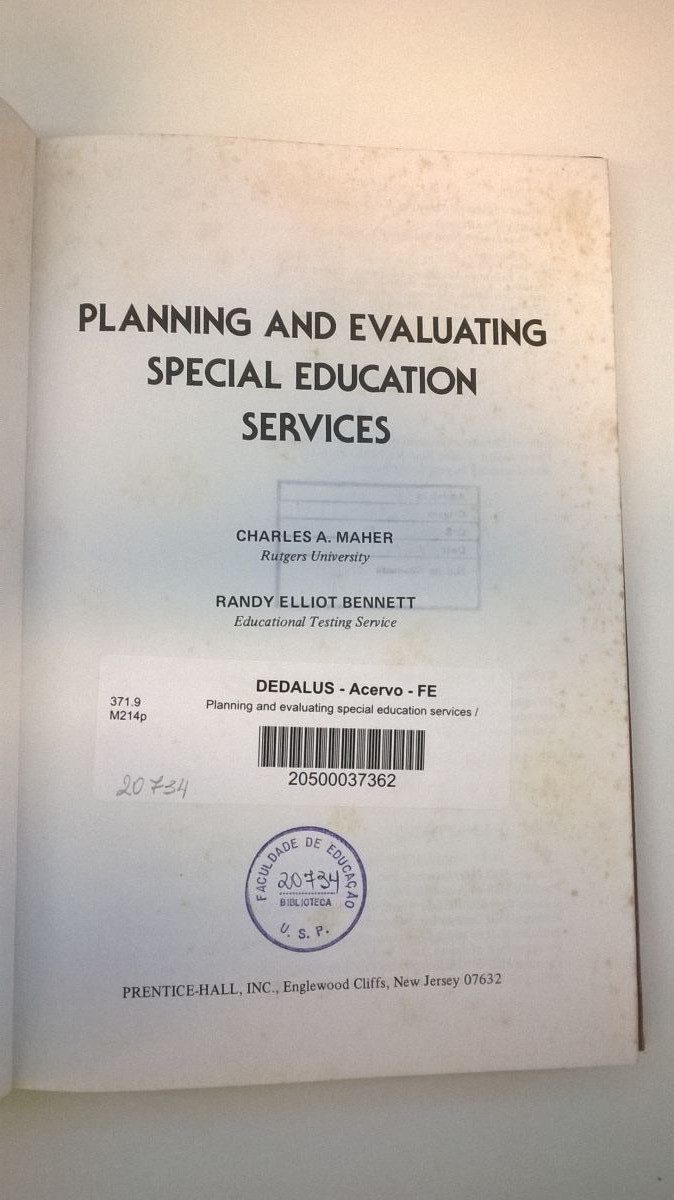 PLANNING AND EVALUATING
SPECIAL EDUCATION
SERVICES
CHARLES A. MAHER
Rutgers University
RANDY ELLIOT BENNETT
Educational Testing Service
DEDALUS - Acervo - FE
371.9
M214p
Planning and evaluating special education services /
20500037362
20734
FACULDADE DE EDUCAÇÃO
20734
BIBLIOTECA
U. S. P.
PRENTICE-HALL, INC., Englewood Cliffs, New Jersey 07632